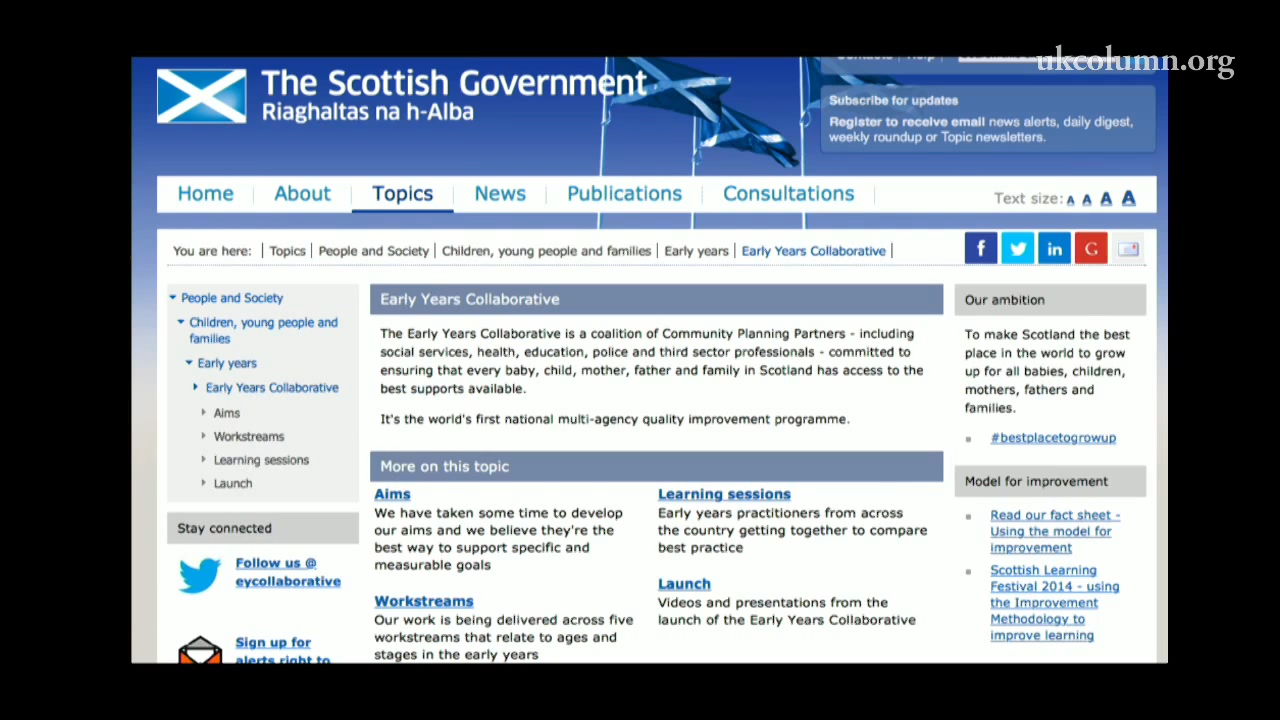 ukcolumn.org
The Scottish Government
Riaghaltas na h-Alba
Subscribe for updates
Register to receive email news alerts, daily digest,
weekly roundup or Topic newsletters.
Home About Topics News Publications Consultations
Text size: A A A A
You are here: Topics People and Society Children, young people and families Early years Early Years Collaborative
People and Society
Children, young people and
families
Early years
Early Years Collaborative
Aims
Workstreams
Learning sessions
Launch
Stay connected
Follow us @
eycollaborative
Sign up for
alerts right to
Early Years Collaborative
The Early Years Collaborative is a coalition of Community Planning Partners - including
social services, health, education, police and third sector professionals - committed to
ensuring that every baby, child, mother, father and family in Scotland has access to the
best supports available.
It's the world's first national multi-agency quality improvement programme.
More on this topic
Aims
We have taken some time to develop
our aims and we believe they're the
best way to support specific and
measurable goals
Workstreams
Our work is being delivered across five
workstreams that relate to ages and
stages in the early years
Learning sessions
Early years practitioners from across
the country getting together to compare
best practice
Launch
Videos and presentations from the
launch of the Early Years Collaborative
Our ambition
To make Scotland the best
place in the world to grow
up for all babies, children,
mothers, fathers and
families.
#bestplacetogrowup
Model for improvement
Read our fact sheet -
Using the model for
improvement
Scottish Learning
Festival 2014 - using
the Improvement
Methodology to
improve learning